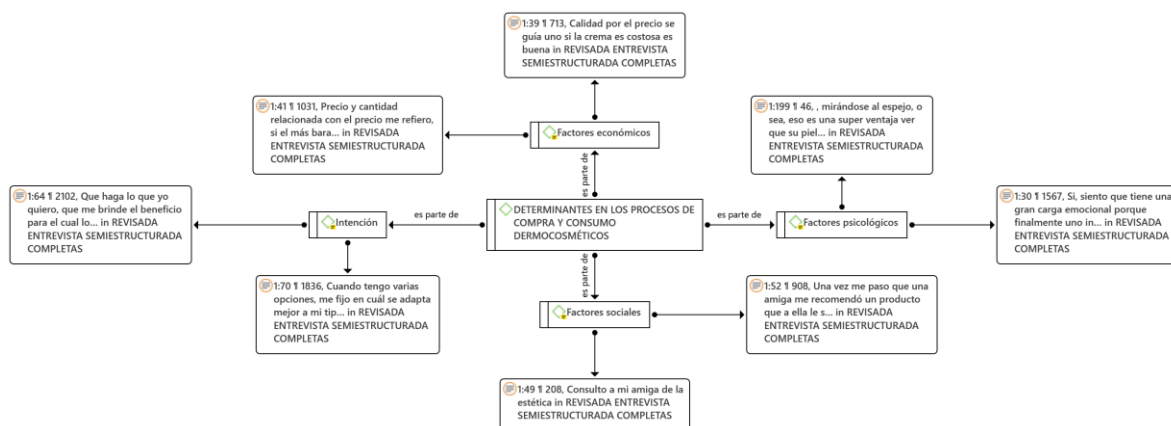 1:39 ¶ 713, Calidad por el precio se
guía uno si la crema es costosa es
buena in REVISADA ENTREVISTA
SEMIESTRUCTURADA COMPLETAS
1:41 ¶ 1031, Precio y cantidad
relacionada con el precio me refiero,
si el más bara... in REVISADA
ENTREVISTA SEMIESTRUCTURADA
COMPLETAS
1:199 ¶ 46, , mirándose al espejo, o
sea, eso es una super ventaja ver
que su piel... in REVISADA
ENTREVISTA SEMIESTRUCTURADA
COMPLETAS
Factores económicos
es parte de
1:64 ¶ 2102, Que haga lo que yo
quiero, que me brinde el beneficio
para el cual lo... in REVISADA
ENTREVISTA SEMIESTRUCTURADA
COMPLETAS
Intención
es parte de
DETERMINANTES EN LOS PROCESOS DE
COMPRA Y CONSUMO
DERMOCOSMÉTICOS
es parte de
Factores psicológicos
1:30 ¶ 1567, Si, siento que tiene una
gran carga emocional porque
finalmente uno in... in REVISADA
ENTREVISTA SEMIESTRUCTURADA
COMPLETAS
es parte de
1:70 ¶ 1836, Cuando tengo varias
opciones, me fijo en cuál se adapta
mejor a mi tip... in REVISADA
ENTREVISTA SEMIESTRUCTURADA
COMPLETAS
Factores sociales
1:52 ¶ 908, Una vez me paso que una
amiga me recomendó un producto
que a ella le s... in REVISADA
ENTREVISTA SEMIESTRUCTURADA
COMPLETAS
1:49 ¶ 208, Consulto a mi amiga de la
estética in REVISADA ENTREVISTA
SEMIESTRUCTURADA COMPLETAS